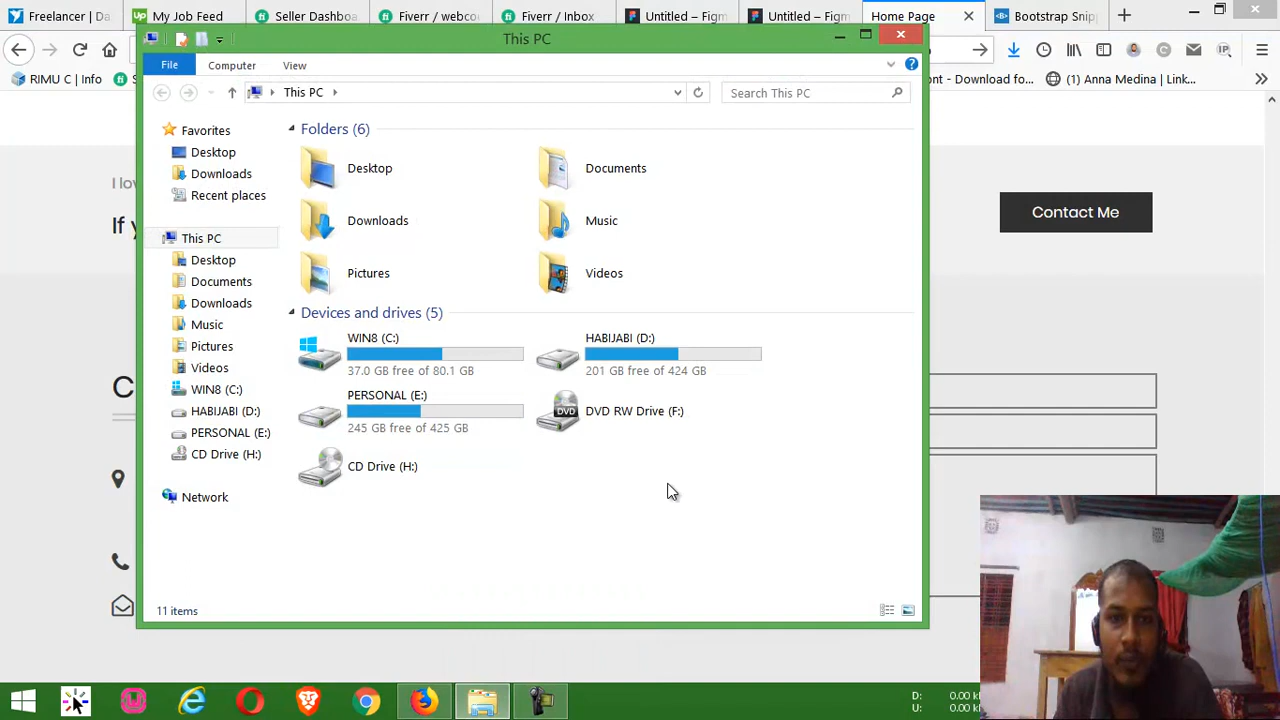 Freelancer | Da
My Job Feed
Seller Dashboa
Fiverr / webcou
Fiverr / Inbox
Untitled – Figm
Untitled – Figm
Home Page
Bootstrap Snipp
This PC
RIMU C | Info
ont - Download fo...
(1) Anna Medina | Link...
File
Computer
View
This PC
Search This PC
Favorites
Desktop
Downloads
Recent places
This PC
Desktop
Documents
Downloads
Music
Pictures
Videos
WIN8 (C:)
HABIJABI (D:)
PERSONAL (E:)
CD Drive (H:)
Network
Folders (6)
Desktop
Documents
Downloads
Music
Pictures
Videos
Devices and drives (5)
WIN8 (C:)
37.0 GB free of 80.1 GB
HABIJABI (D:)
201 GB free of 424 GB
PERSONAL (E:)
245 GB free of 425 GB
DVD
DVD RW Drive (F:)
CD Drive (H:)
11 items
I lov
If y
Contact Me
C
D: 0.00 k
U: 0.00 k